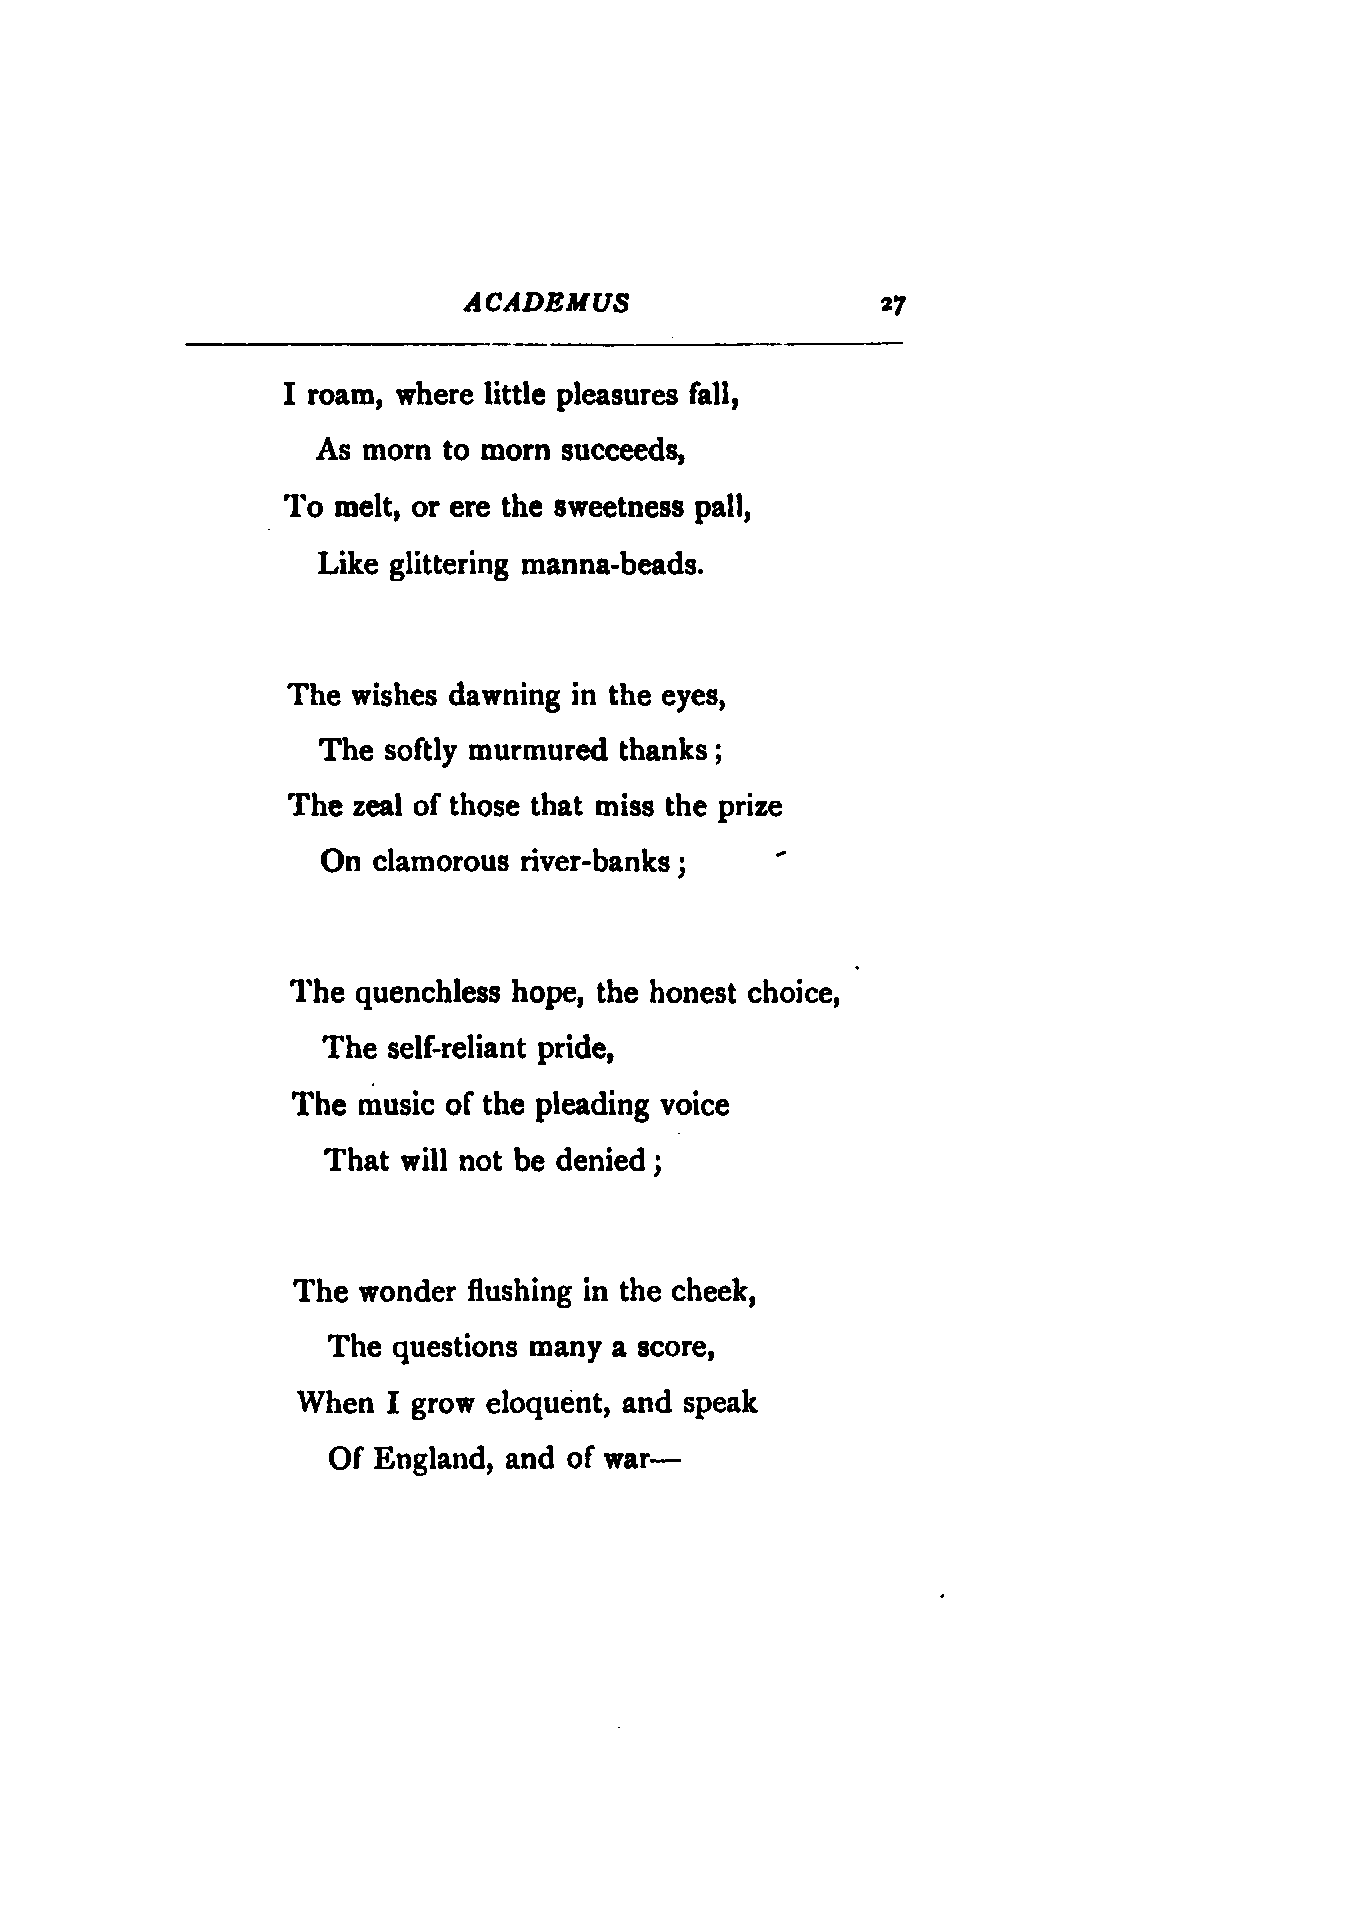 ACADEMUS 27
I roam, where little pleasures fall,
As morn to morn succeeds,
To melt, or ere the sweetness pall,
Like glittering manna-beads.
The wishes dawning in the eyes,
The softly murmured thanks ;
The zeal of those that miss the prize
On clamorous river-banks ;
The quenchless hope, the honest choice,
The self-reliant pride,
The music of the pleading voice
That will not be denied ;
The wonder flushing in the cheek,
The questions many a score,
When I grow eloquent, and speak
Of England, and of war—